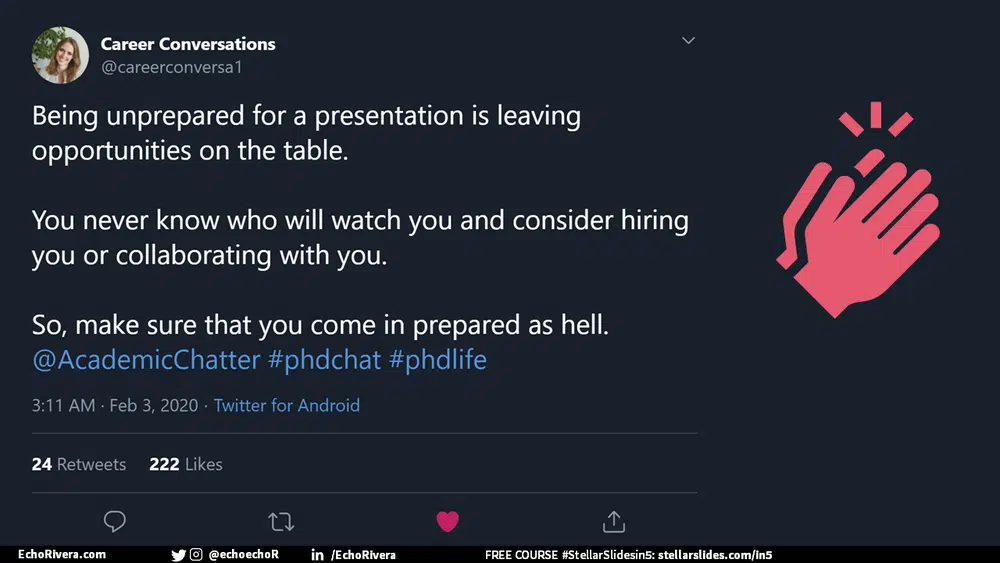 Career Conversations
@careerconversa1
Being unprepared for a presentation is leaving
opportunities on the table.
You never know who will watch you and consider hiring
you or collaborating with you.
So, make sure that you come in prepared as hell.
@AcademicChatter #phdchat #phdlife
3:11 AM · Feb 3, 2020 · Twitter for Android
24 Retweets 222 Likes
EchoRivera.com @echoechoR in /EchoRivera FREE COURSE #StellarSlidesin5: stellarslides.com/in5